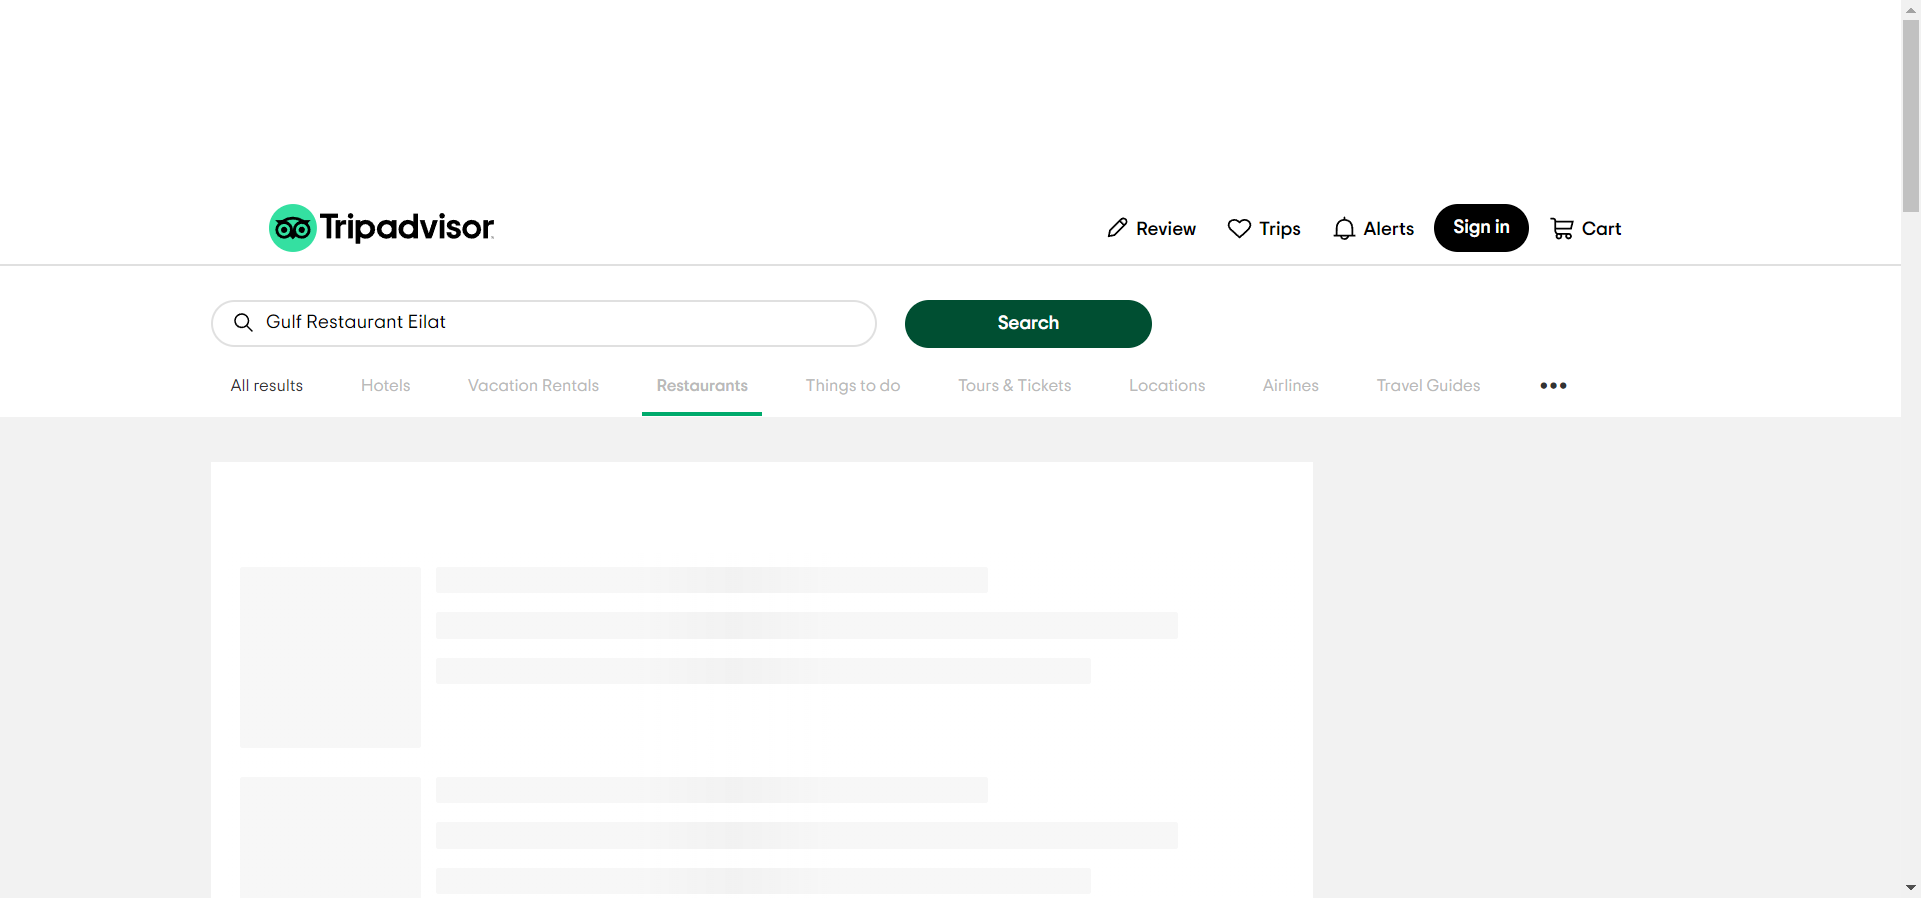 Tripadvisor
Review Trips Alerts Sign in Cart
Gulf Restaurant Eilat Search
All results Hotels Vacation Rentals Restaurants Things to do Tours & Tickets Locations Airlines Travel Guides •••